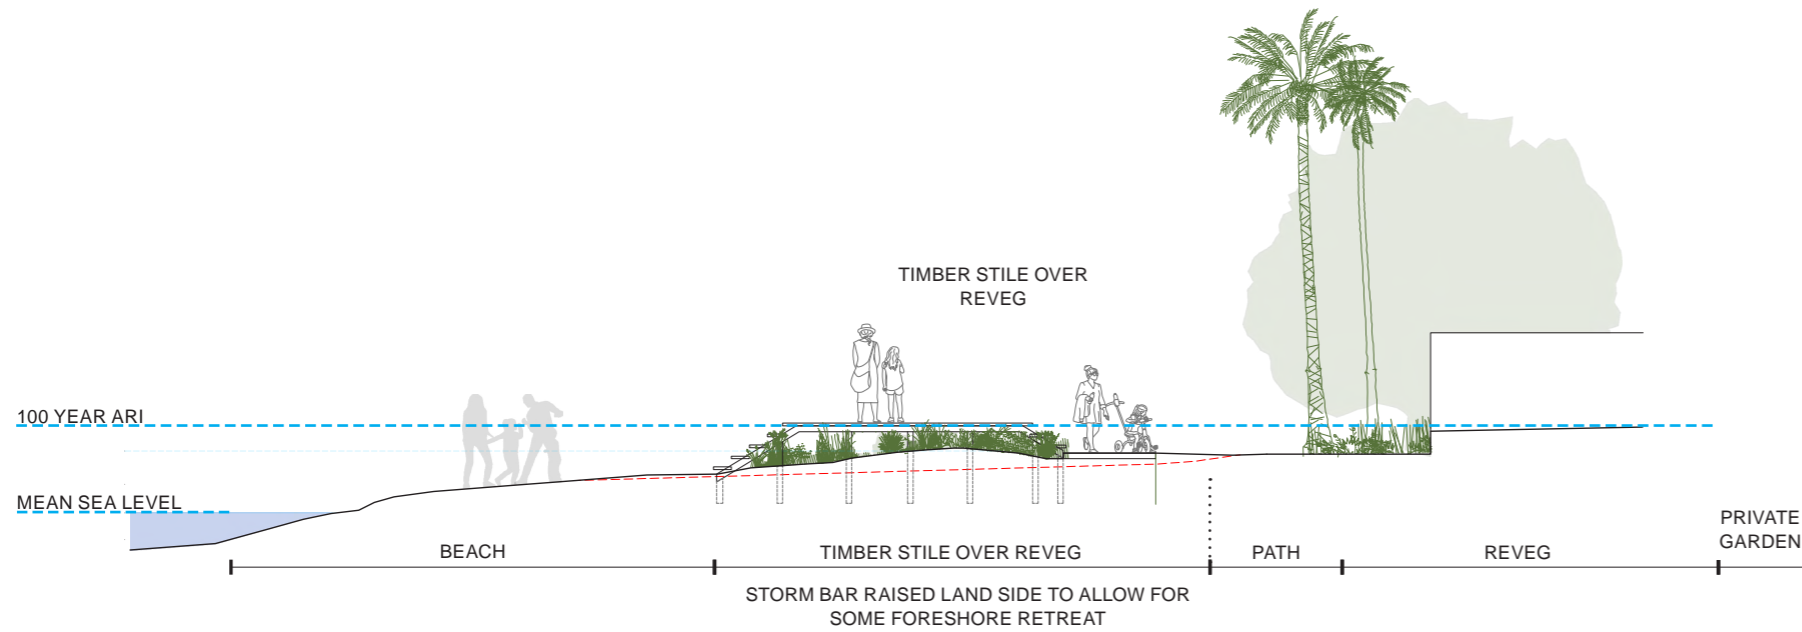 TIMBER STILE OVER
REVEG
100 YEAR ARI
MEAN SEA LEVEL
BEACH
TIMBER STILE OVER REVEG
PATH
REVEG
PRIVATE
GARDEN
STORM BAR RAISED LAND SIDE TO ALLOW FOR
SOME FORESHORE RETREAT